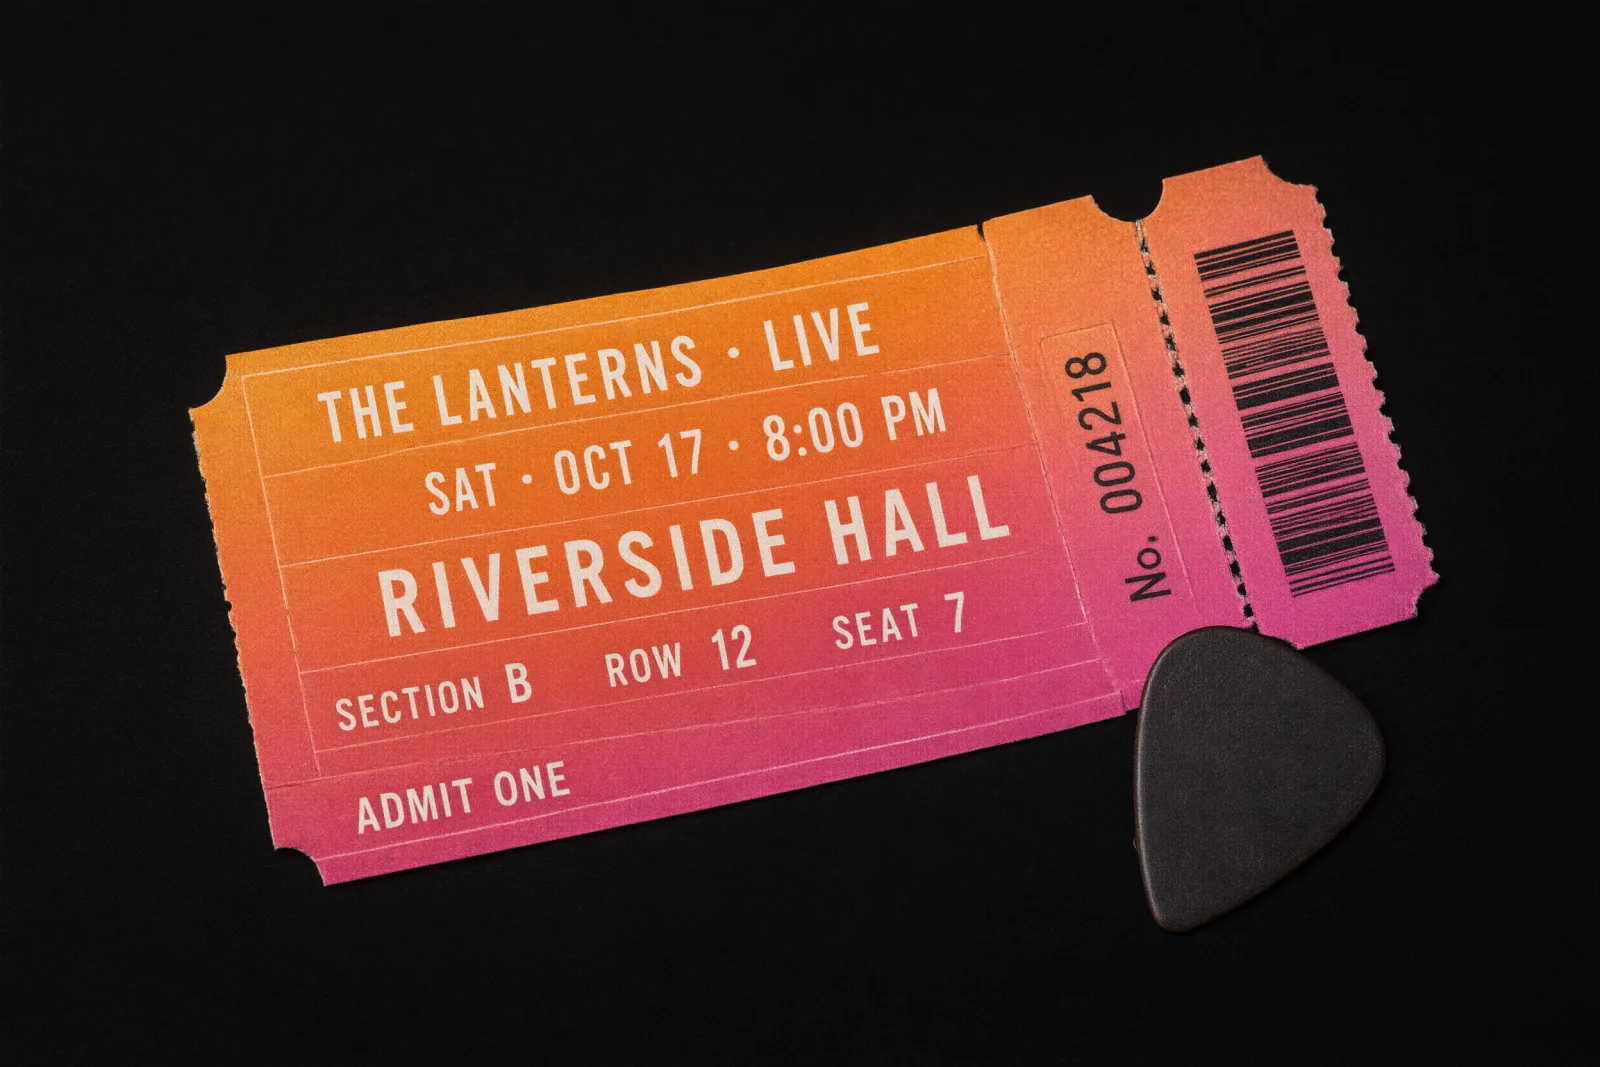 THE LANTERNS · LIVE
SAT · OCT 17 · 8:00 PM
RIVERSIDE HALL
SECTION B ROW 12 SEAT 7
ADMIT ONE
No. 004218